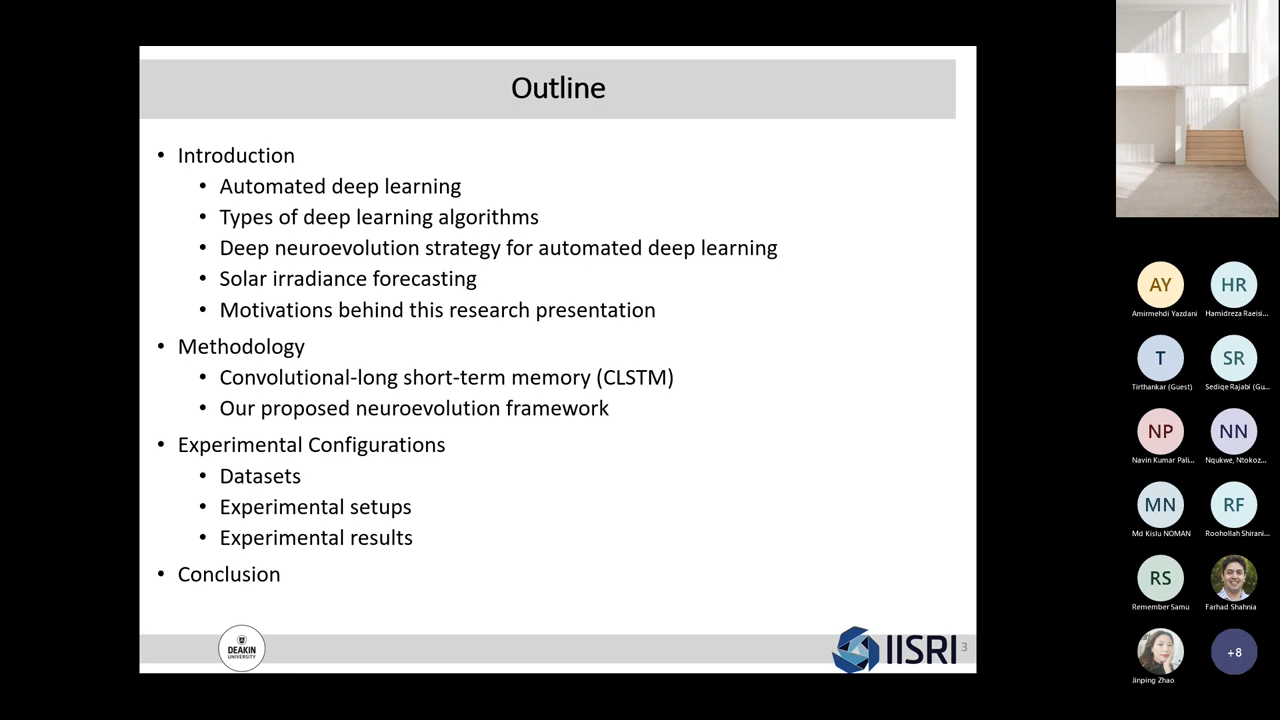 Outline
• Introduction
• Automated deep learning
• Types of deep learning algorithms
• Deep neuroevolution strategy for automated deep learning
• Solar irradiance forecasting
• Motivations behind this research presentation
• Methodology
• Convolutional-long short-term memory (CLSTM)
• Our proposed neuroevolution framework
• Experimental Configurations
• Datasets
• Experimental setups
• Experimental results
• Conclusion
DEAKIN
UNIVERSITY
IISRI
3
AY
HR
Amirmehdi Yazdani
Hamidreza Raeisi...
T
SR
Tirthankar (Guest)
Sediqe Rajabi (Gu...
NP
NN
Navin Kumar Pali...
Nqukwe, Ntokoz...
MN
RF
Md Kislu NOMAN
Roohollah Shirani...
RS
Remember Samu
Farhad Shahnia
+8
Jinping Zhao